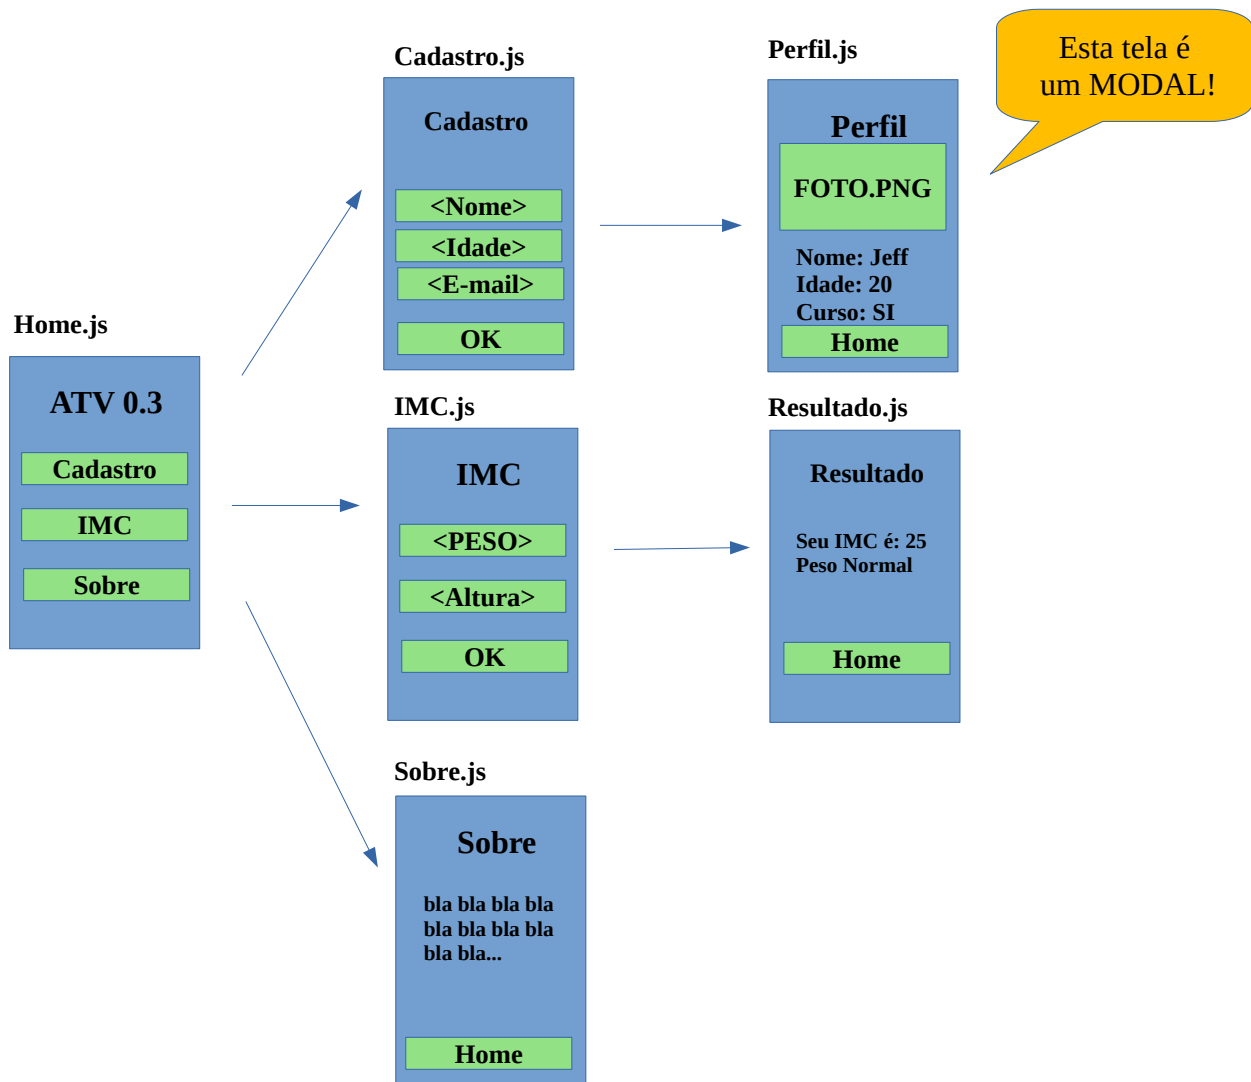 Home.js
ATV 0.3
Cadastro
IMC
Sobre
Cadastro.js
Cadastro
<Nome>
<Idade>
<E-mail>
OK
Perfil.js
Perfil
FOTO.PNG
Nome: Jeff
Idade: 20
Curso: SI
Home
Esta tela é
um MODAL!
IMC.js
IMC
<PESO>
<Altura>
OK
Resultado.js
Resultado
Seu IMC é: 25
Peso Normal
Home
Sobre.js
Sobre
bla bla bla bla
bla bla bla bla
bla bla...
Home